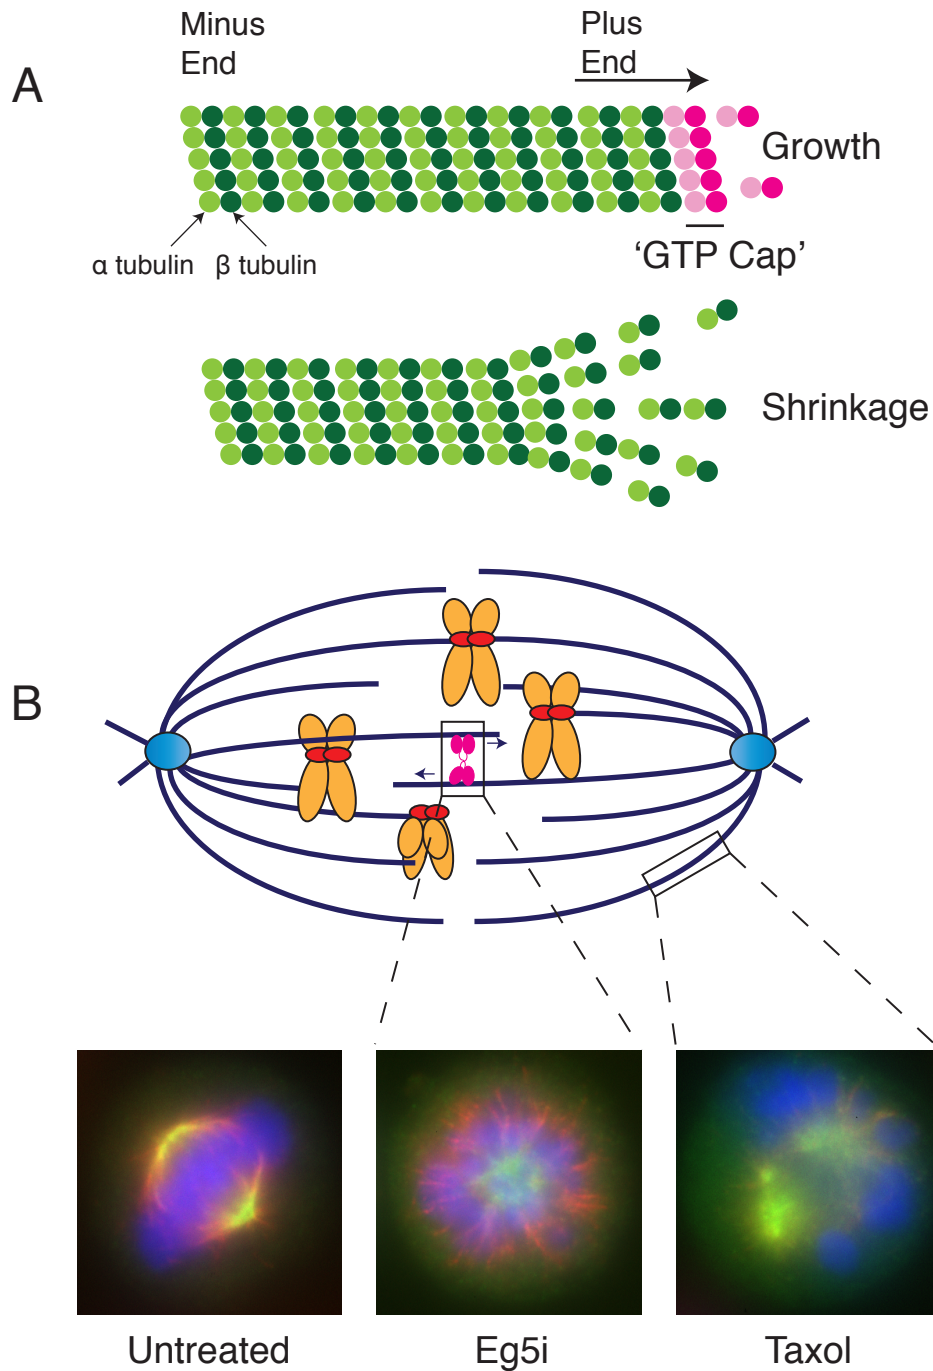 Minus
End
Plus
End
A
Growth
α tubulin
β tubulin
‘GTP Cap’
Shrinkage
B
Untreated
Eg5i
Taxol